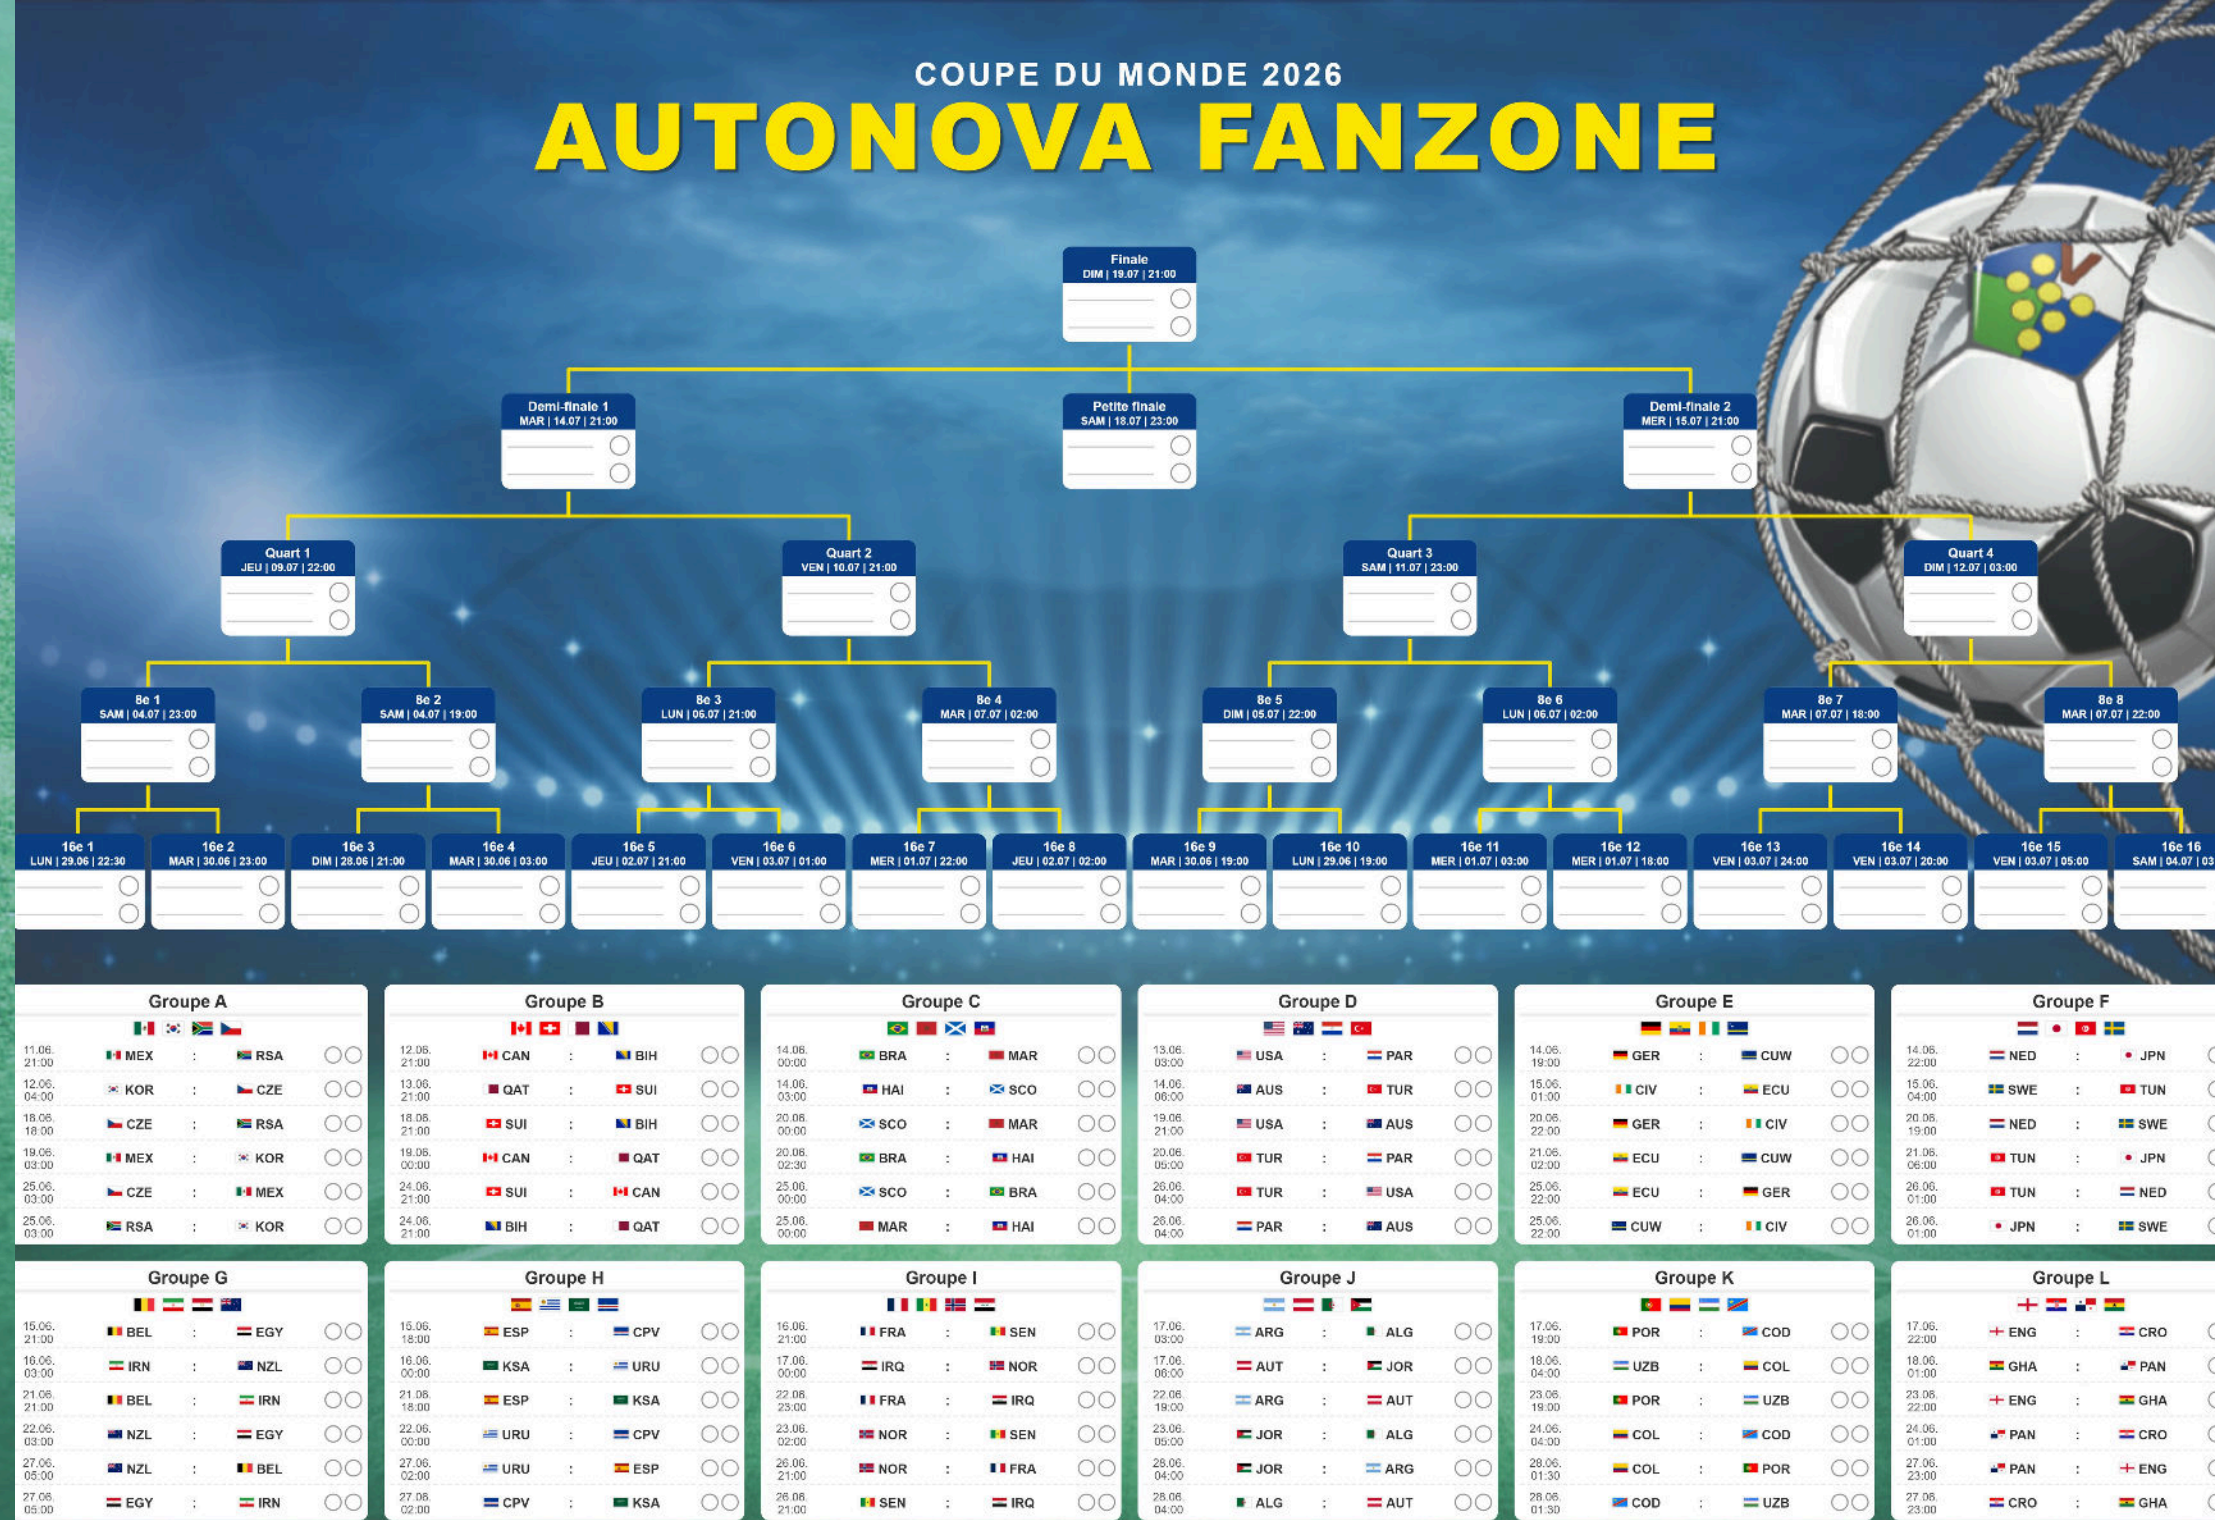 COUPE DU MONDE 2026
AUTONOVA FANZONE
Finale
DIM | 19.07 | 21:00
Demi-finale 1
MAR | 14.07 | 21:00
Petite finale
SAM | 18.07 | 23:00
Demi-finale 2
MER | 15.07 | 21:00
Quart 1
JEU | 09.07 | 22:00
Quart 2
VEN | 10.07 | 21:00
Quart 3
SAM | 11.07 | 23:00
Quart 4
DIM | 12.07 | 03:00
8e 1
SAM | 04.07 | 23:00
8e 2
SAM | 04.07 | 19:00
8e 3
LUN | 06.07 | 21:00
8e 4
MAR | 07.07 | 02:00
8e 5
DIM | 05.07 | 22:00
8e 6
LUN | 06.07 | 02:00
8e 7
MAR | 07.07 | 18:00
8e 8
MAR | 07.07 | 22:00
16e 1
LUN | 29.06 | 22:30
16e 2
MAR | 30.06 | 23:00
16e 3
DIM | 28.06 | 21:00
16e 4
MAR | 30.06 | 03:00
16e 5
JEU | 02.07 | 21:00
16e 6
VEN | 03.07 | 01:00
16e 7
MER | 01.07 | 22:00
16e 8
JEU | 02.07 | 02:00
16e 9
MAR | 30.06 | 19:00
16e 10
LUN | 29.06 | 19:00
16e 11
MER | 01.07 | 03:00
16e 12
MER | 01.07 | 18:00
16e 13
VEN | 03.07 | 24:00
16e 14
VEN | 03.07 | 20:00
16e 15
VEN | 03.07 | 05:00
16e 16
SAM | 04.07 | 03
Groupe A
11.06. 21:00 MEX : RSA
12.06. 04:00 KOR : CZE
18.06. 18:00 CZE : RSA
19.06. 03:00 MEX : KOR
25.06. 03:00 CZE : MEX
25.06. 03:00 RSA : KOR
Groupe B
12.06. 21:00 CAN : BIH
13.06. 21:00 QAT : SUI
18.06. 21:00 SUI : BIH
19.06. 00:00 CAN : QAT
24.06. 21:00 SUI : CAN
24.06. 21:00 BIH : QAT
Groupe C
14.06. 00:00 BRA : MAR
14.06. 03:00 HAI : SCO
20.06. 00:00 SCO : MAR
20.06. 02:30 BRA : HAI
25.06. 00:00 SCO : BRA
25.06. 00:00 MAR : HAI
Groupe D
13.06. 03:00 USA : PAR
14.06. 06:00 AUS : TUR
19.06. 21:00 USA : AUS
20.06. 05:00 TUR : PAR
26.06. 04:00 TUR : USA
26.06. 04:00 PAR : AUS
Groupe E
14.06. 19:00 GER : CUW
15.06. 01:00 CIV : ECU
20.06. 22:00 GER : CIV
21.06. 02:00 ECU : CUW
25.06. 22:00 ECU : GER
25.06. 22:00 CUW : CIV
Groupe F
14.06. 22:00 NED : JPN
15.06. 04:00 SWE : TUN
20.06. 19:00 NED : SWE
21.06. 06:00 TUN : JPN
26.06. 01:00 TUN : NED
26.06. 01:00 JPN : SWE
Groupe G
15.06. 21:00 BEL : EGY
16.06. 03:00 IRN : NZL
21.06. 21:00 BEL : IRN
22.06. 03:00 NZL : EGY
27.06. 05:00 NZL : BEL
27.06. 05:00 EGY : IRN
Groupe H
15.06. 18:00 ESP : CPV
16.06. 00:00 KSA : URU
21.06. 18:00 ESP : KSA
22.06. 00:00 URU : CPV
27.06. 02:00 URU : ESP
27.06. 02:00 CPV : KSA
Groupe I
16.06. 21:00 FRA : SEN
17.06. 00:00 IRQ : NOR
22.06. 23:00 FRA : IRQ
23.06. 02:00 NOR : SEN
26.06. 21:00 NOR : FRA
26.06. 21:00 SEN : IRQ
Groupe J
17.06. 03:00 ARG : ALG
17.06. 06:00 AUT : JOR
22.06. 19:00 ARG : AUT
23.06. 05:00 JOR : ALG
28.06. 04:00 JOR : ARG
28.06. 04:00 ALG : AUT
Groupe K
17.06. 19:00 POR : COD
18.06. 04:00 UZB : COL
23.06. 19:00 POR : UZB
24.06. 04:00 COL : COD
28.06. 01:30 COL : POR
28.06. 01:30 COD : UZB
Groupe L
17.06. 22:00 ENG : CRO
18.06. 01:00 GHA : PAN
23.06. 22:00 ENG : GHA
24.06. 01:00 PAN : CRO
27.06. 23:00 PAN : ENG
27.06. 23:00 CRO : GHA